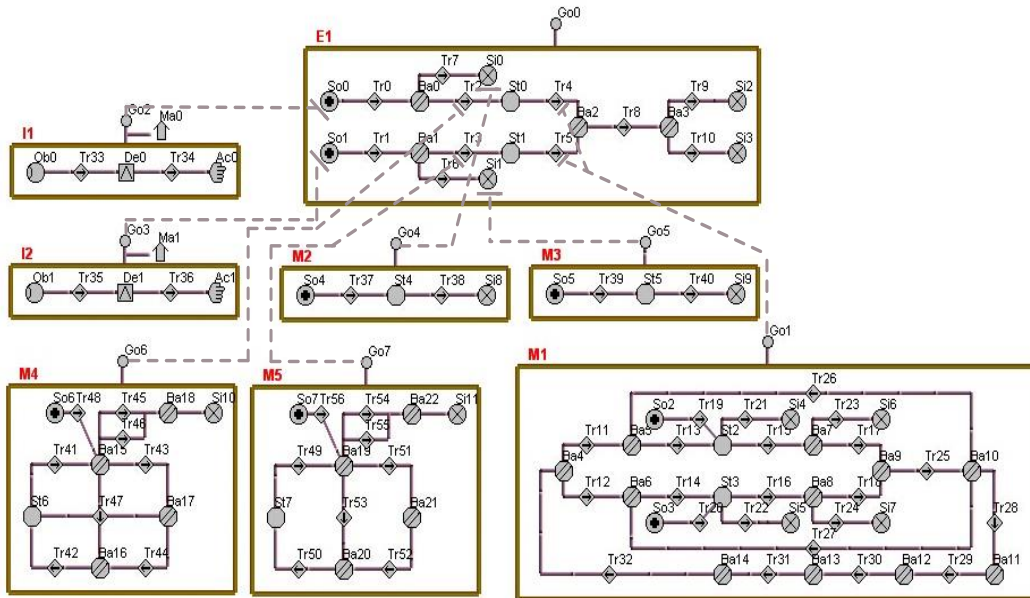 Go0
E1
Tr7 Si0
So0 Tr0 Ba0 Tr2 St0 Tr4 Tr9 Si2
Ba2 Tr8 Ba3
So1 Tr1 Ba1 Tr3 St1 Tr5 Tr10 Si3
Tr6 Si1
Go2 Ma0
I1
Ob0 Tr33 De0 Tr34 Ac0
Go3 Ma1
I2
Ob1 Tr35 De1 Tr36 Ac1
Go4
M2
So4 Tr37 St4 Tr38 Si8
Go5
M3
So5 Tr39 St5 Tr40 Si9
Go6
M4
So6 Tr48 Tr45 Ba18 Si10
Tr46
Tr41 Ba15 Tr43
St6 Tr47 Ba17
Tr42 Ba16 Tr44
Go7
M5
So7 Tr56 Tr54 Ba22 Si11
Tr55
Tr49 Ba19 Tr51
St7 Tr53 Ba21
Tr50 Ba20 Tr52
Go1
M1
Tr26
So2 Tr19 Tr21 Si4 Tr23 Si6
Tr11 Ba5 Tr13 St2 Tr15 Ba7 Tr17
Ba4 Ba9 Tr25 Ba10
Tr12 Ba6 Tr14 St3 Tr16 Ba8 Tr18
So3 Tr20 Tr22 Si5 Tr24 Si7 Tr28
Tr27
Tr32 Ba14 Tr31 Ba13 Tr30 Ba12 Tr29 Ba11